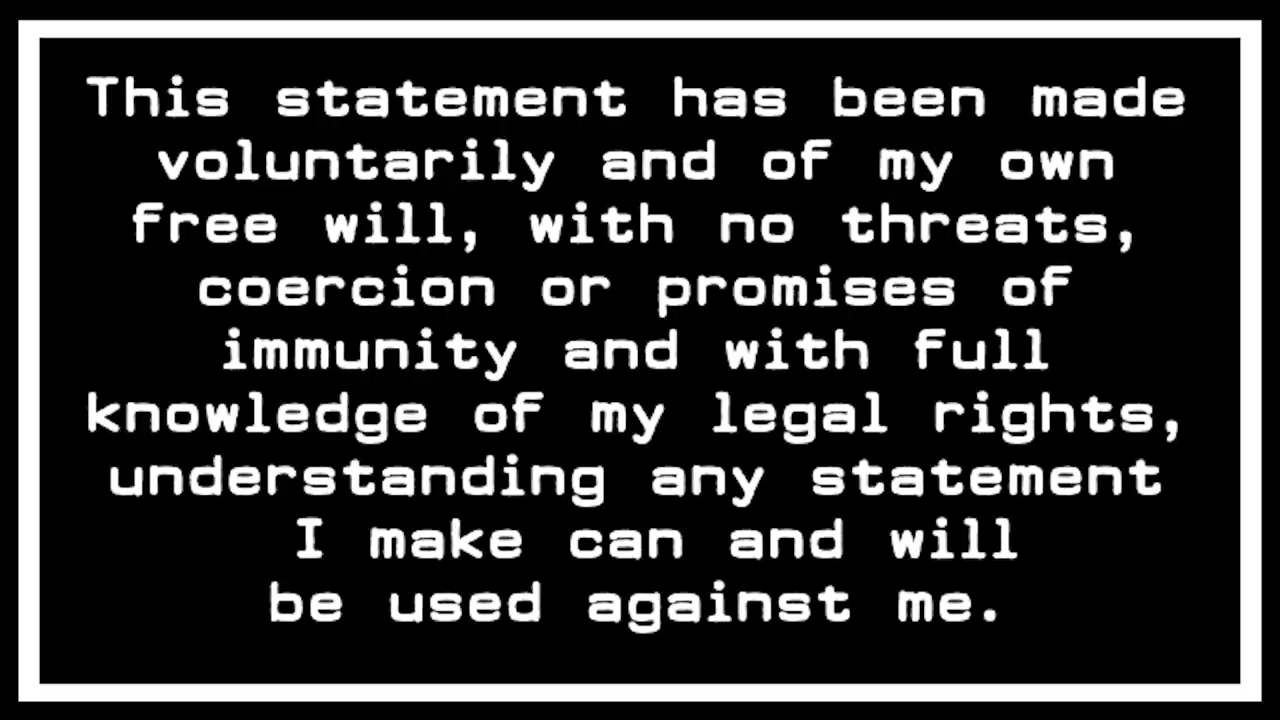 This statement has been made
voluntarily and of my own
free will, with no threats,
coercion or promises of
immunity and with full
knowledge of my legal rights,
understanding any statement
I make can and will
be used against me.